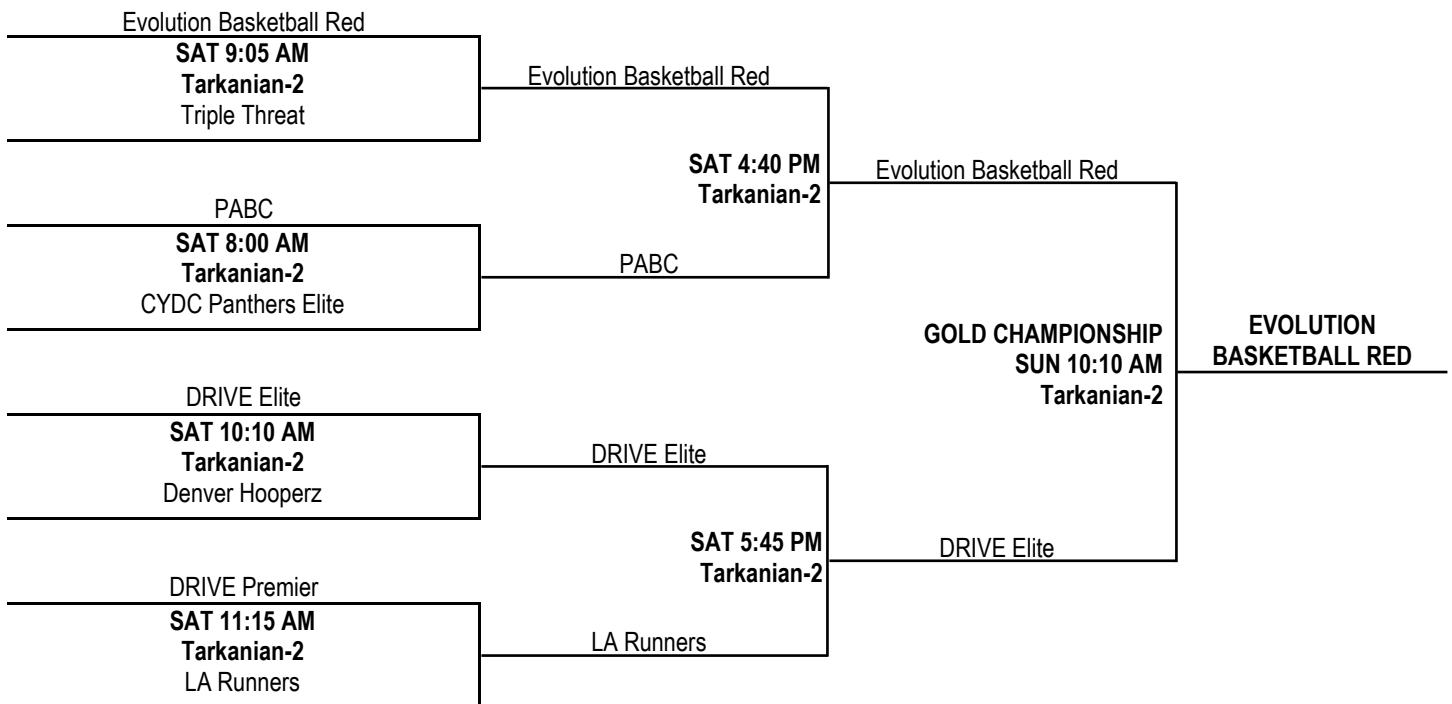 Evolution Basketball Red
SAT 9:05 AM
Tarkanian-2
Triple Threat
PABC
SAT 8:00 AM
Tarkanian-2
CYDC Panthers Elite
DRIVE Elite
SAT 10:10 AM
Tarkanian-2
Denver Hooperz
DRIVE Premier
SAT 11:15 AM
Tarkanian-2
LA Runners
Evolution Basketball Red
SAT 4:40 PM
Tarkanian-2
PABC
DRIVE Elite
SAT 5:45 PM
Tarkanian-2
LA Runners
Evolution Basketball Red
GOLD CHAMPIONSHIP
SUN 10:10 AM
Tarkanian-2
DRIVE Elite
EVOLUTION
BASKETBALL RED